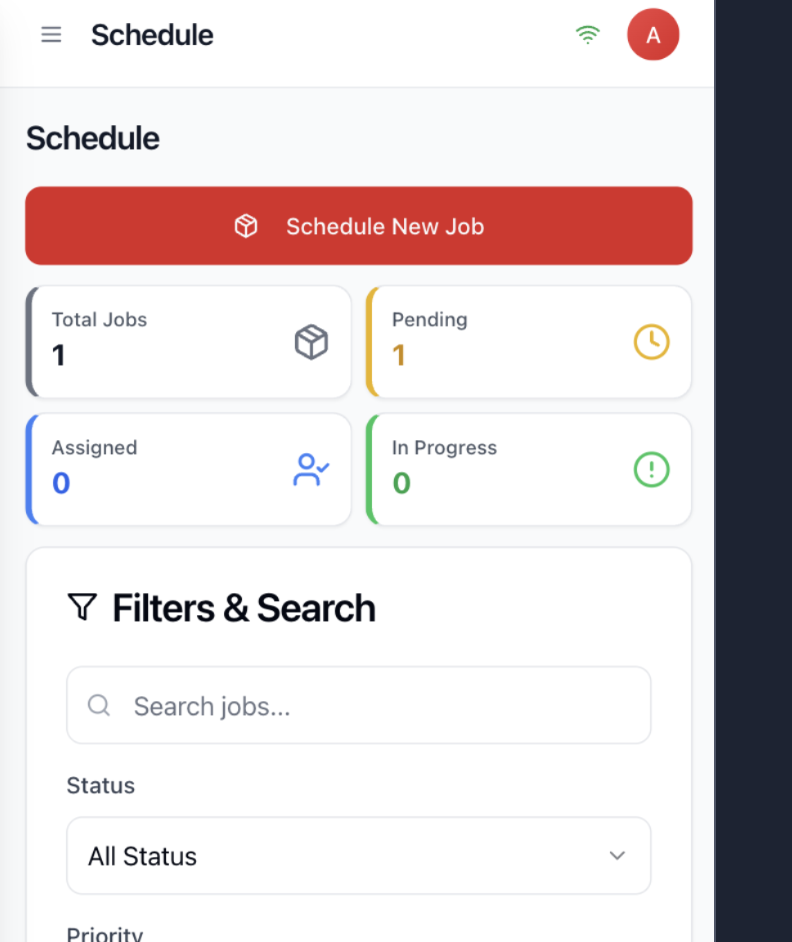 Schedule
A
Schedule
Schedule New Job
Total Jobs
1
Pending
1
Assigned
0
In Progress
0
Filters & Search
Search jobs...
Status
All Status
Priority